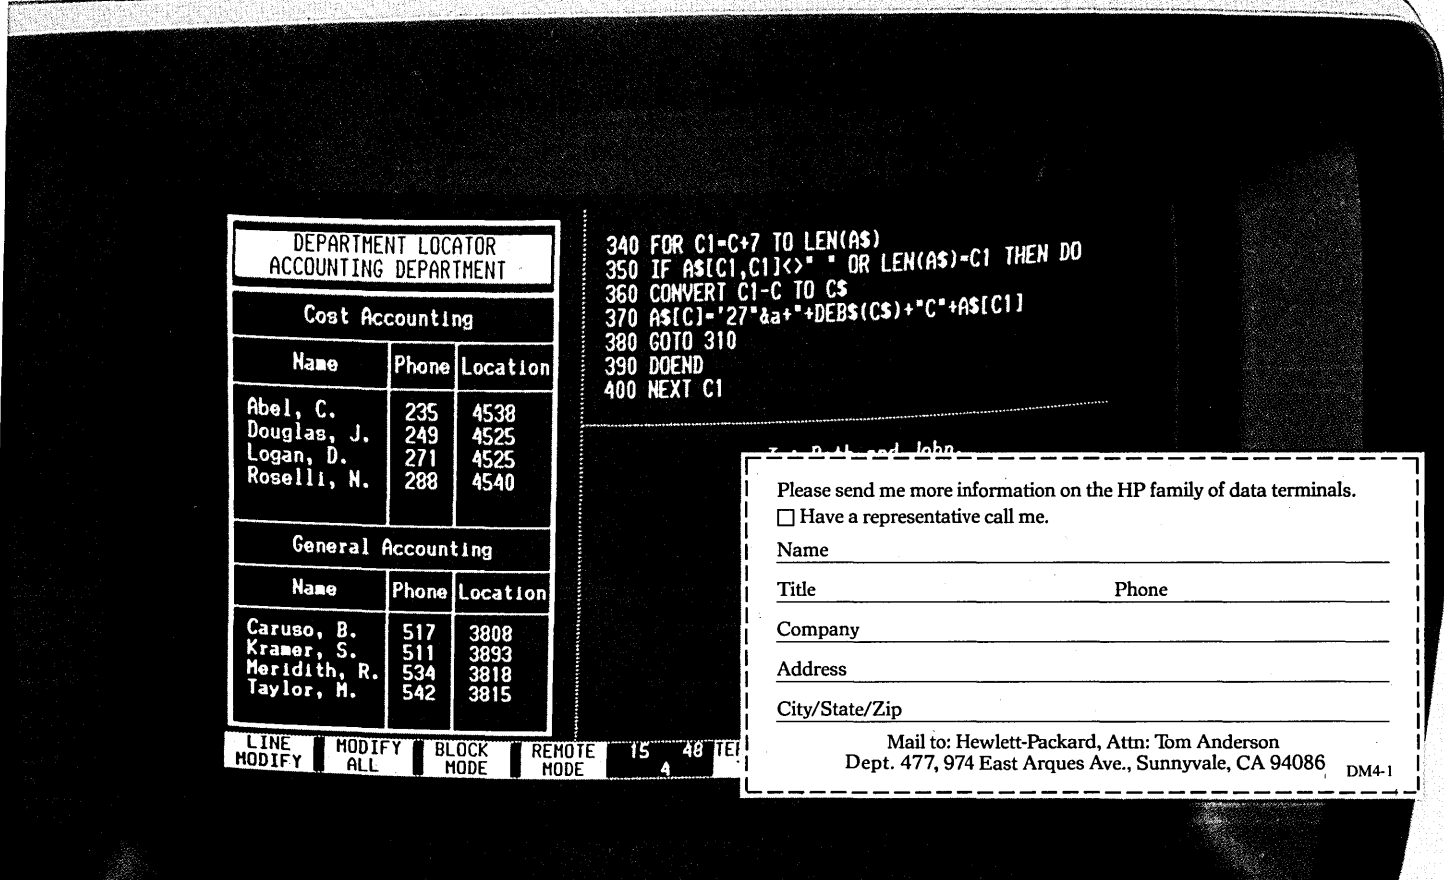 DEPARTMENT LOCATOR
ACCOUNTING DEPARTMENT
Cost Accounting
Name Phone Location
Abel, C. 235 4538
Douglas, J. 249 4525
Logan, D. 271 4525
Roselli, N. 288 4540
General Accounting
Name Phone Location
Caruso, B. 517 3808
Kramer, S. 511 3893
Meridith, R. 534 3818
Taylor, M. 542 3815
340 FOR C1=C+7 TO LEN(A$)
350 IF A$[C1,C1]<>" " OR LEN(A$)=C1 THEN DO
360 CONVERT C1-C TO C$
370 A$[C]='27"&a+"+DEB$(C$)+"C"+A$[C1]
380 GOTO 310
390 DOEND
400 NEXT C1
and John.
LINE MODIFY ALL BLOCK REMOTE 15 48
MODIFY MODE MODE 4
Please send me more information on the HP family of data terminals.
Have a representative call me.
Name
Title Phone
Company
Address
City/State/Zip
Mail to: Hewlett-Packard, Attn: Tom Anderson
Dept. 477, 974 East Arques Ave., Sunnyvale, CA 94086
DM4-1